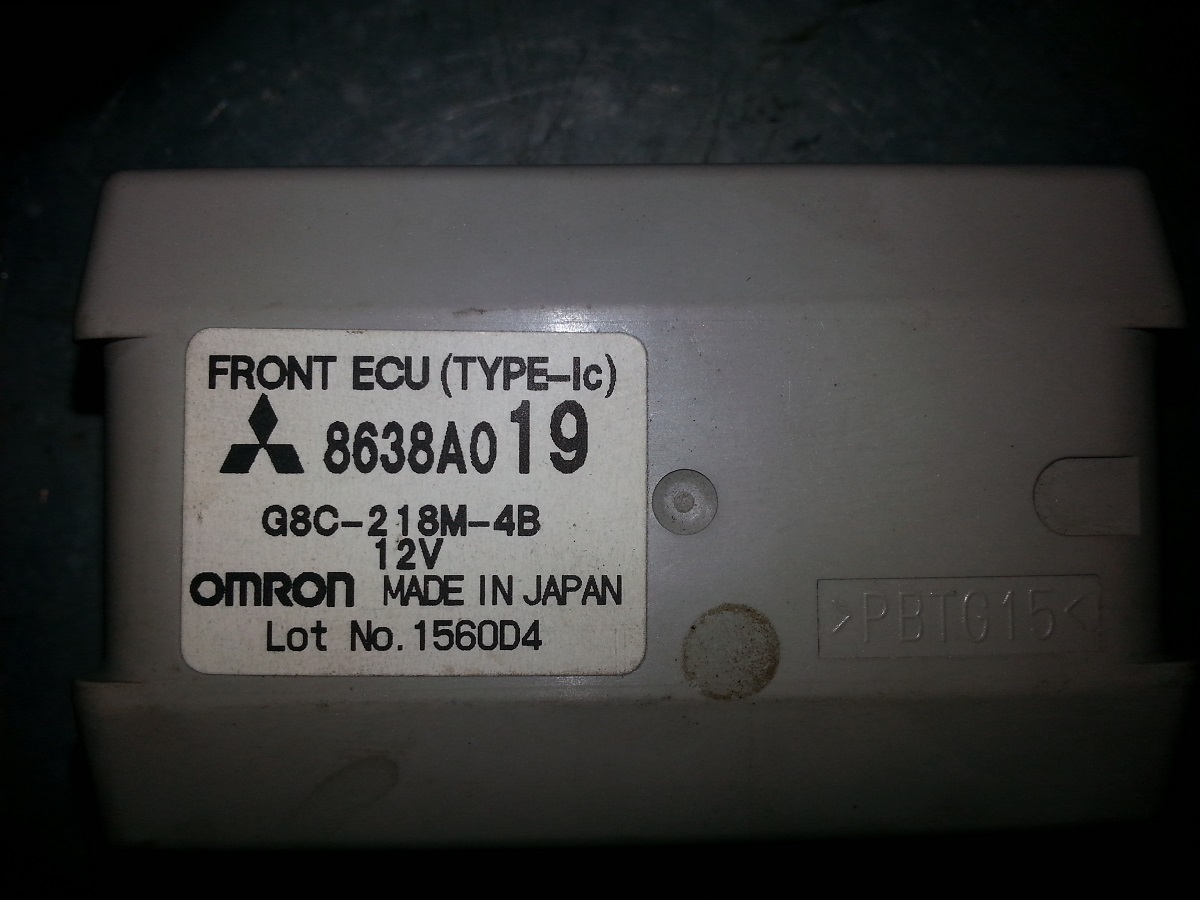 FRONT ECU (TYPE-Ic)
8638A019
G8C-218M-4B
12V
OMRON MADE IN JAPAN
Lot No. 1560D4
>PBTG15<